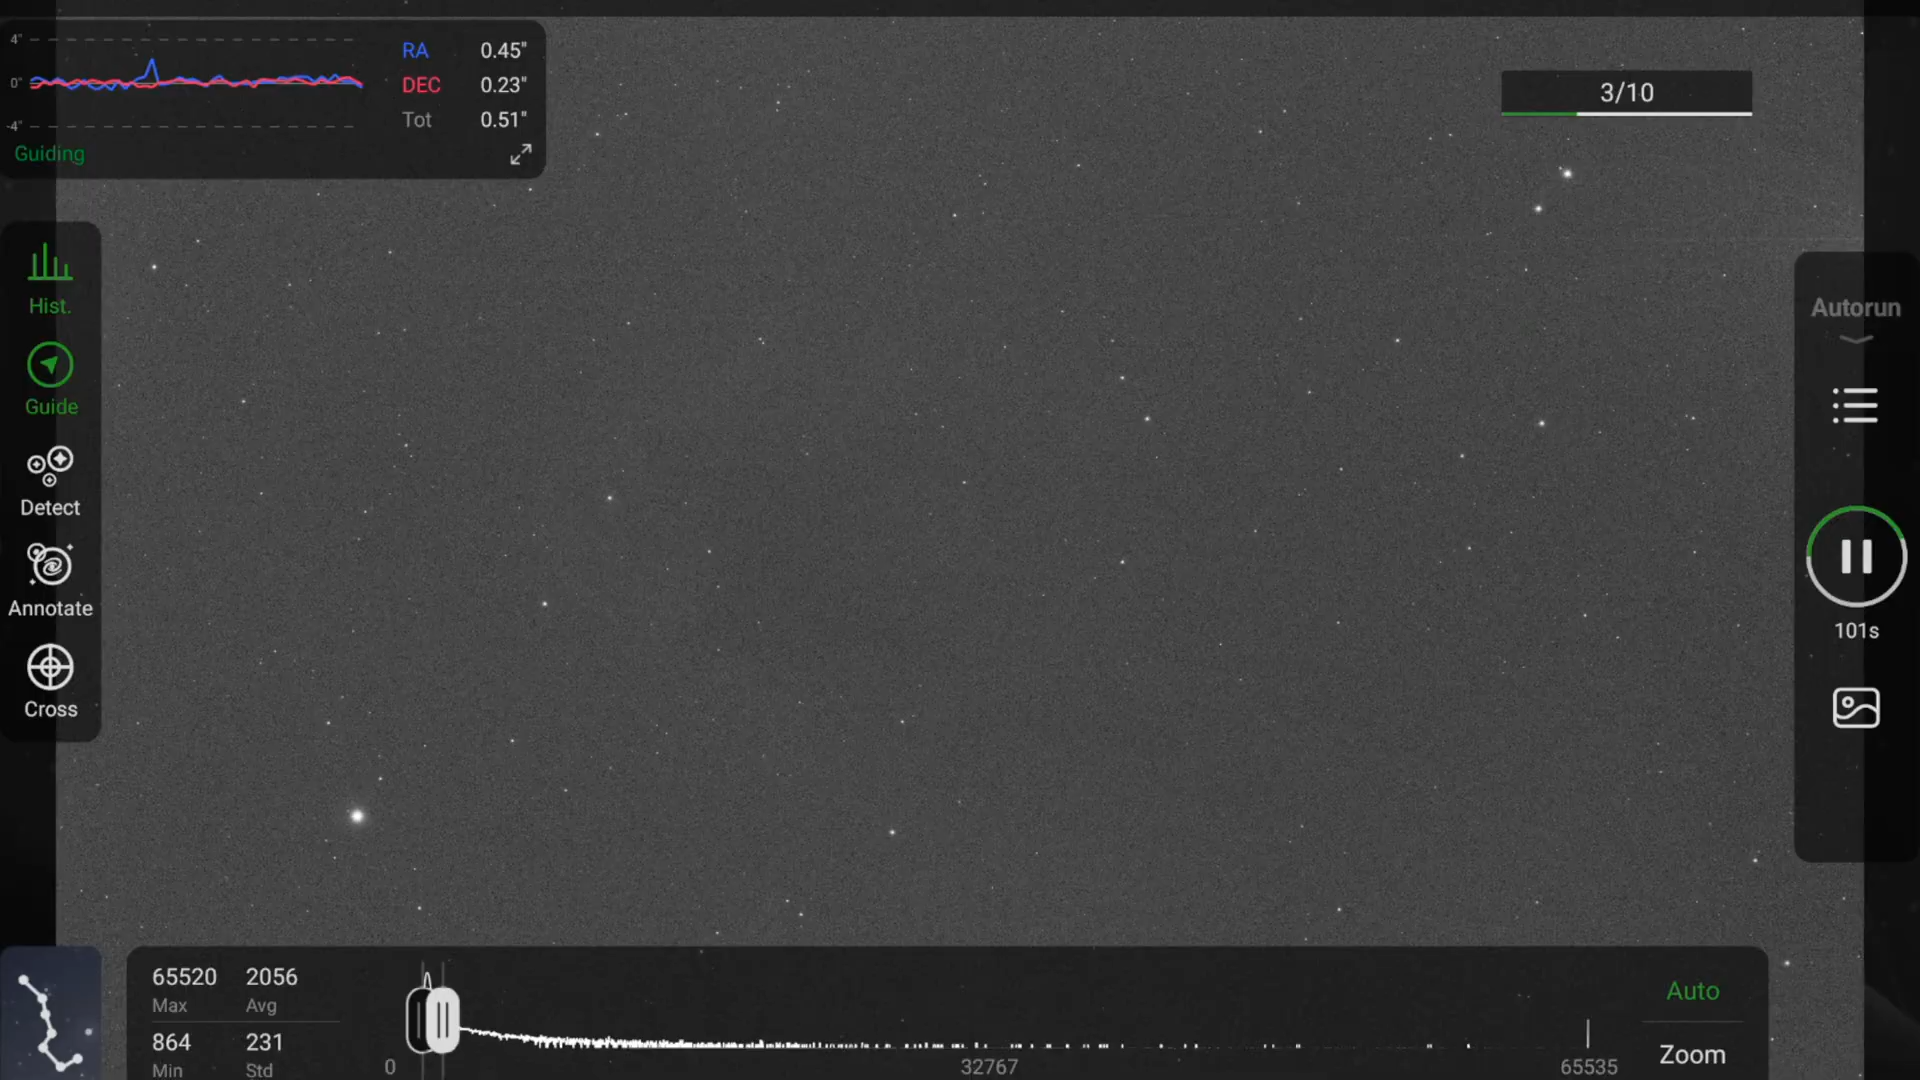 4"
0"
-4"
RA 0.45"
DEC 0.23"
Tot 0.51"
Guiding
3/10
Hist.
Guide
Detect
Annotate
Cross
Autorun
101s
65520 2056
Max Avg
864 231
Min Std
0 32767 65535
Auto
Zoom